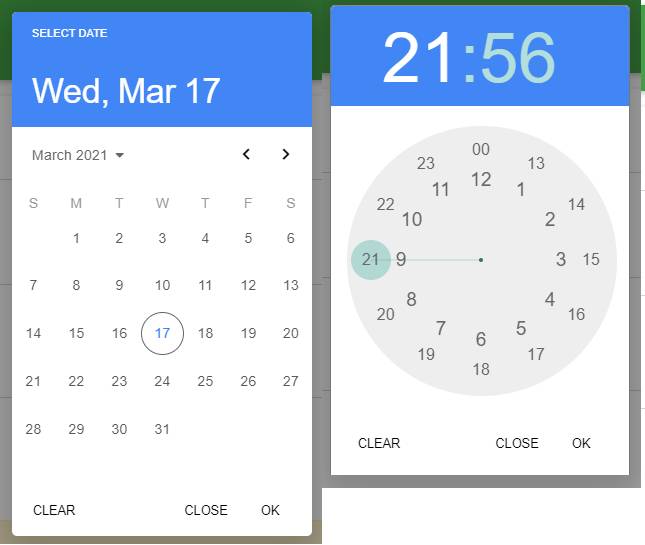 SELECT DATE
Wed, Mar 17
March 2021
S M T W T F S
1 2 3 4 5 6
7 8 9 10 11 12 13
14 15 16 17 18 19 20
21 22 23 24 25 26 27
28 29 30 31
CLEAR CLOSE OK
21:56
00
23 13
12
11 1
22 14
10 2
21 9 3 15
8 4
20 16
7 5
6
19 17
18
CLEAR CLOSE OK